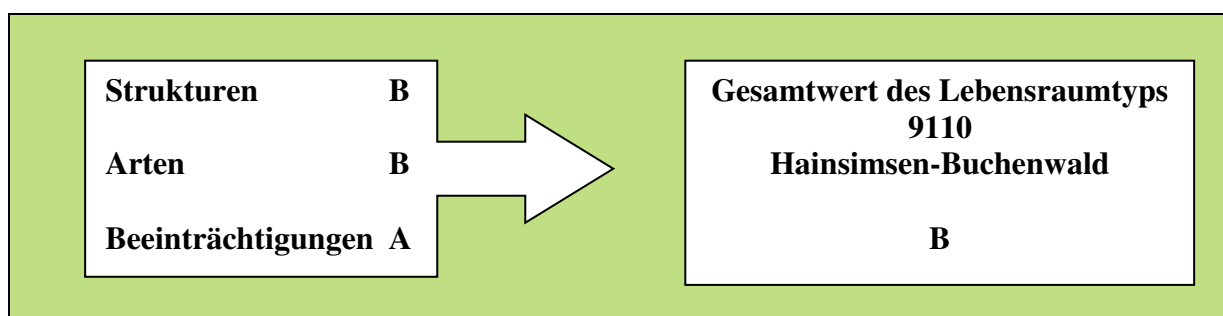 Strukturen B
Arten B
Beeinträchtigungen A
Gesamtwert des Lebensraumtyps
9110
Hainsimsen-Buchenwald
B